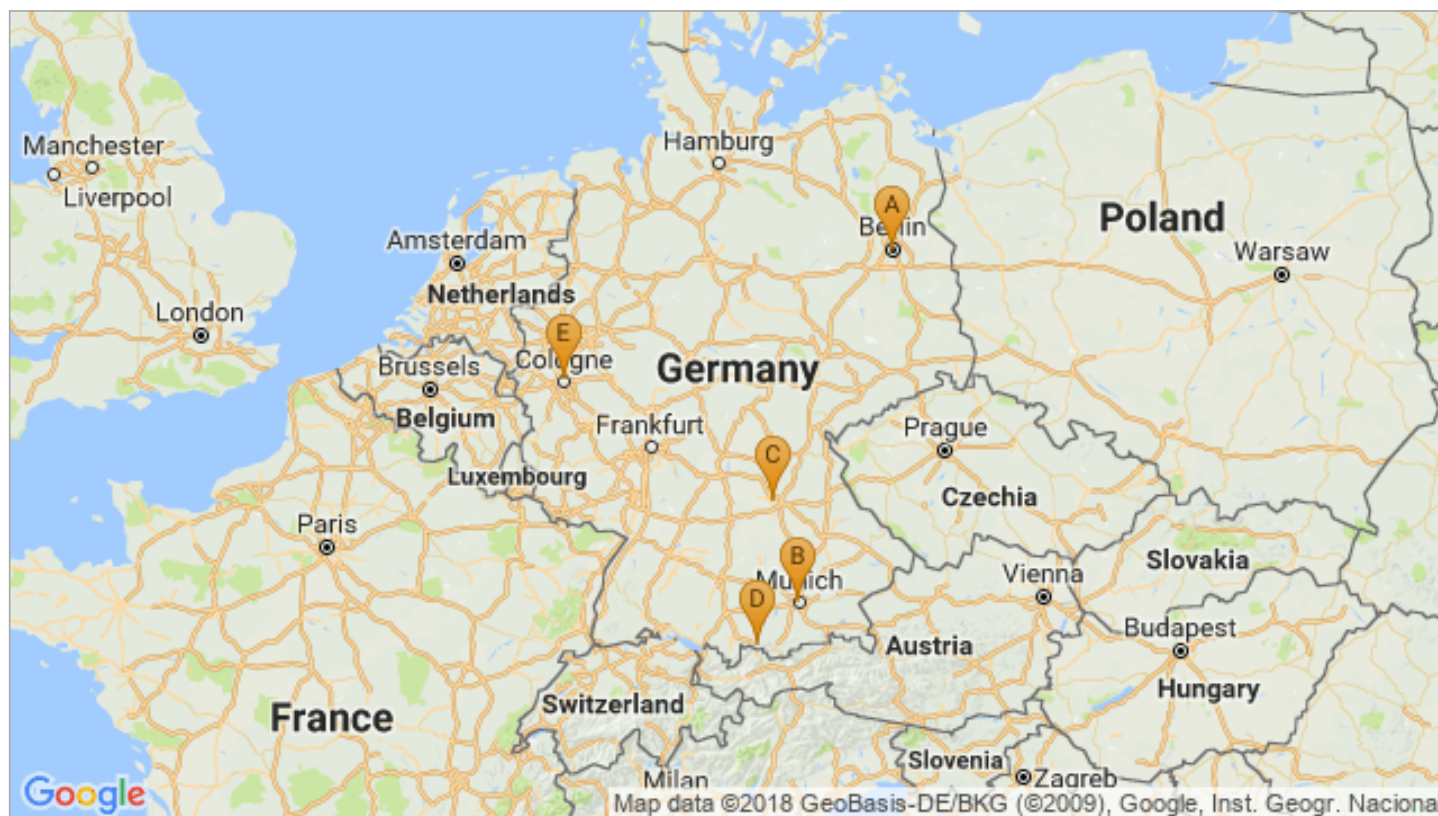 Hamburg
Manchester
Liverpool
A
Berlin
Poland
Amsterdam
Warsaw
Netherlands
London
E
Cologne
Brussels
Germany
Belgium
Frankfurt
Prague
C
Luxembourg
Czechia
Paris
B
Slovakia
Munich
Vienna
D
Budapest
Austria
Hungary
Switzerland
France
Slovenia
Milan
Zagreb
Google
Map data ©2018 GeoBasis-DE/BKG (©2009), Google, Inst. Geogr. Naciona